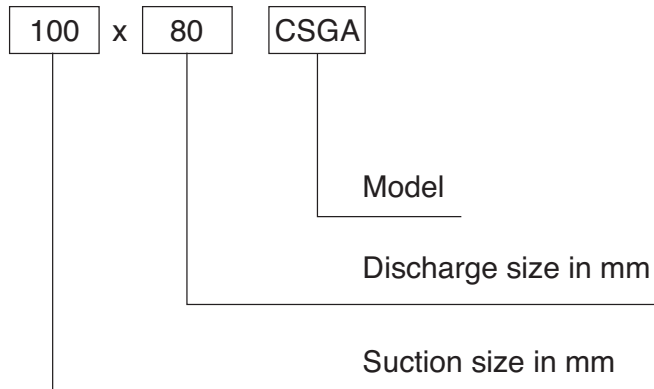 100 x 80 CSGA
Model
Discharge size in mm
Suction size in mm